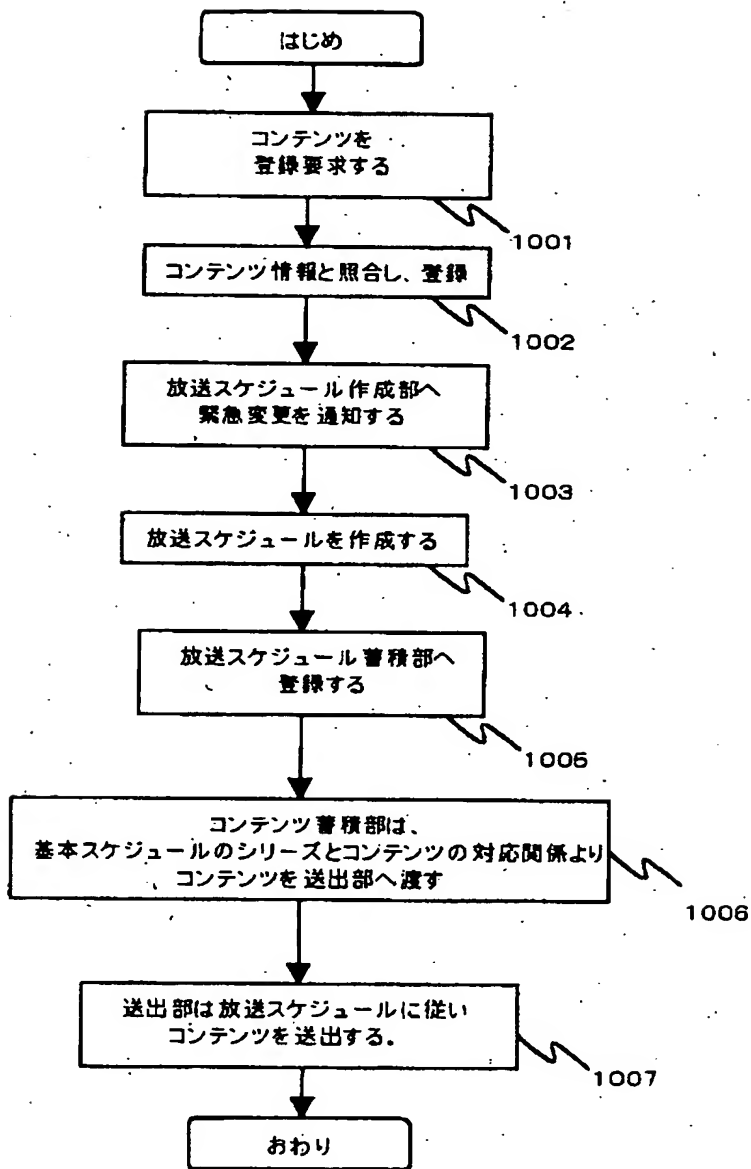 はじめ
コンテンツを
登録要求する
1001
コンテンツ情報と照合し、登録
1002
放送スケジュール作成部へ
緊急変更を通知する
1003
放送スケジュールを作成する
1004
放送スケジュール蓄積部へ
登録する
1005
コンテンツ蓄積部は、
基本スケジュールのシリーズとコンテンツの対応関係より
コンテンツを送出部へ渡す
1006
送出部は放送スケジュールに従い
コンテンツを送出する。
1007
おわり